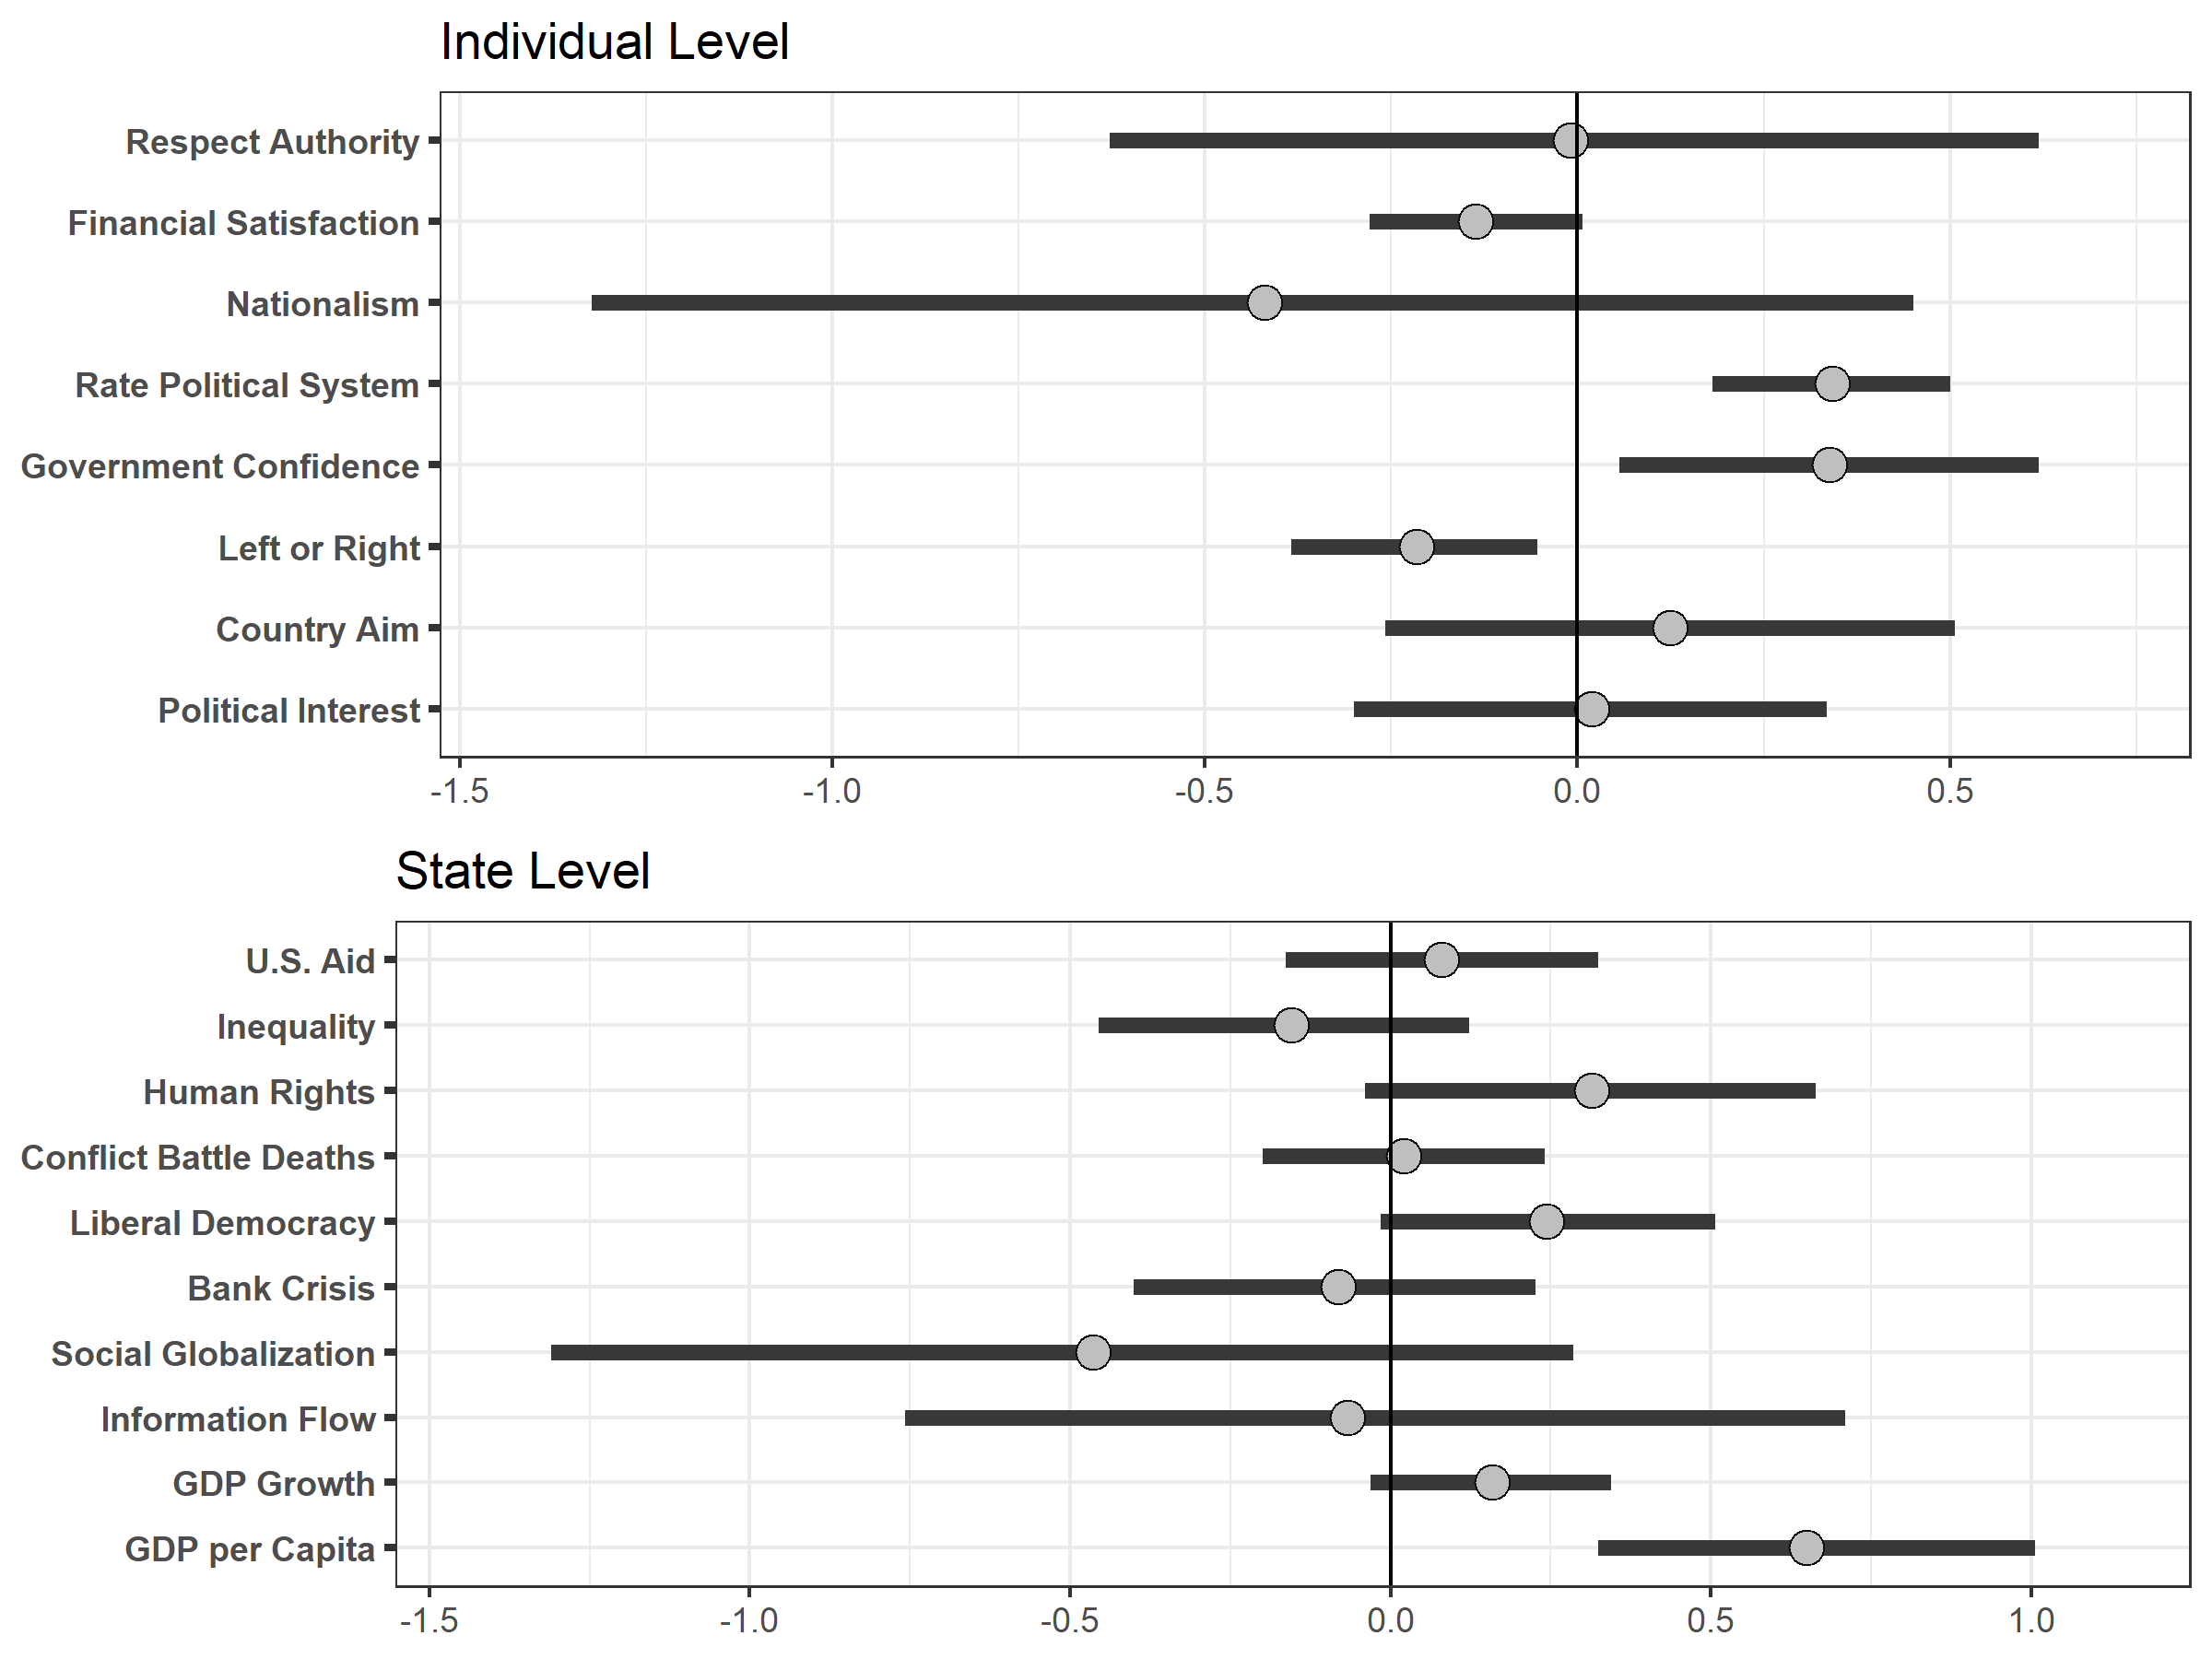 Individual Level
Respect Authority
Financial Satisfaction
Nationalism
Rate Political System
Government Confidence
Left or Right
Country Aim
Political Interest
-1.5 -1.0 -0.5 0.0 0.5
State Level
U.S. Aid
Inequality
Human Rights
Conflict Battle Deaths
Liberal Democracy
Bank Crisis
Social Globalization
Information Flow
GDP Growth
GDP per Capita
-1.5 -1.0 -0.5 0.0 0.5 1.0